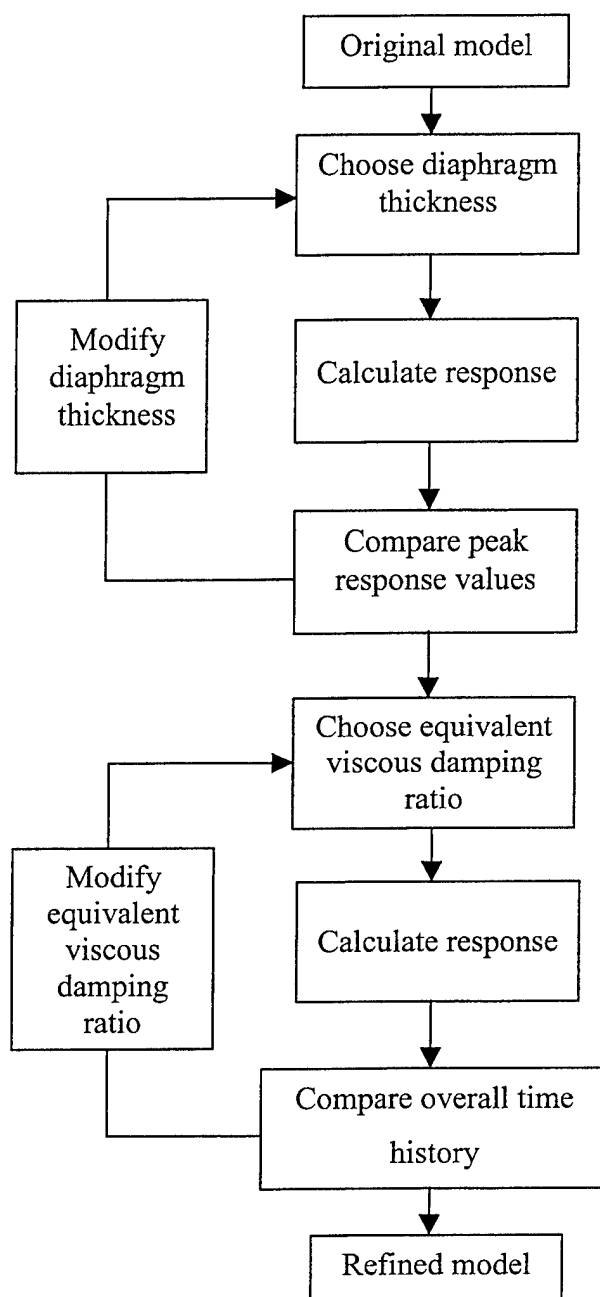 Original model
Choose diaphragm
thickness
Modify
diaphragm
thickness
Calculate response
Compare peak
response values
Choose equivalent
viscous damping
ratio
Modify
equivalent
viscous
damping
ratio
Calculate response
Compare overall time
history
Refined model